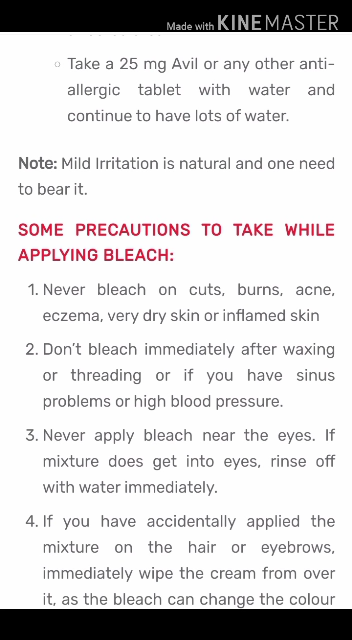 Made with KINEMASTER
Take a 25 mg Avil or any other anti-
allergic tablet with water and
continue to have lots of water.
Note: Mild Irritation is natural and one need
to bear it.
SOME PRECAUTIONS TO TAKE WHILE
APPLYING BLEACH:
1. Never bleach on cuts, burns, acne,
eczema, very dry skin or inflamed skin
2. Don't bleach immediately after waxing
or threading or if you have sinus
problems or high blood pressure.
3. Never apply bleach near the eyes. If
mixture does get into eyes, rinse off
with water immediately.
4. If you have accidentally applied the
mixture on the hair or eyebrows,
immediately wipe the cream from over
it, as the bleach can change the colour